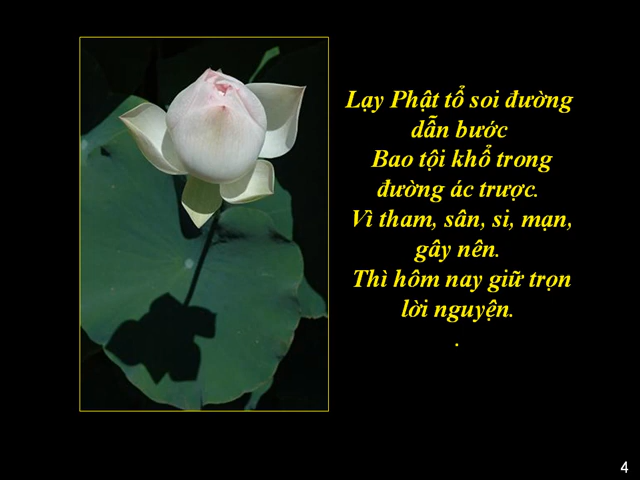 Lạy Phật tổ soi đường
dẫn bước
Bao tội khổ trong
đường ác trược.
Vì tham, sân, si, mạn,
gây nên.
Thì hôm nay giữ trọn
lời nguyện.
.
4